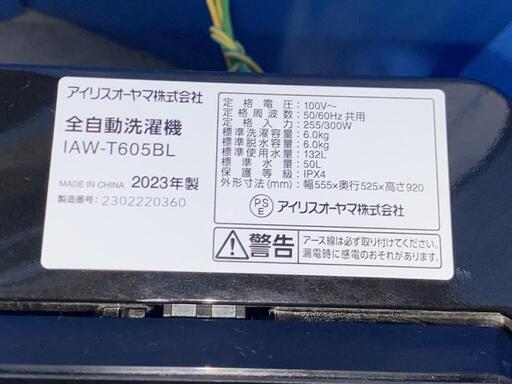 アイリスオーヤマ株式会社
全自動洗濯機
IAW-T605BL
MADE IN CHINA 2023年製
製造番号: 2302220360
定格電圧: 100V～
定格周波数: 50/60Hz 共用
定格入力: 255/300W
標準洗濯容量: 6.0kg
標準脱水容量: 6.0kg
標準使用水量: 132L
標準水量: 50L
保護等級: IPX4
外形寸法(mm): 幅555×奥行525×高さ920
PS
E
アイリスオーヤマ株式会社
警告
アース線は必ず取り付けてください。
漏電時に感電のおそれがあります。